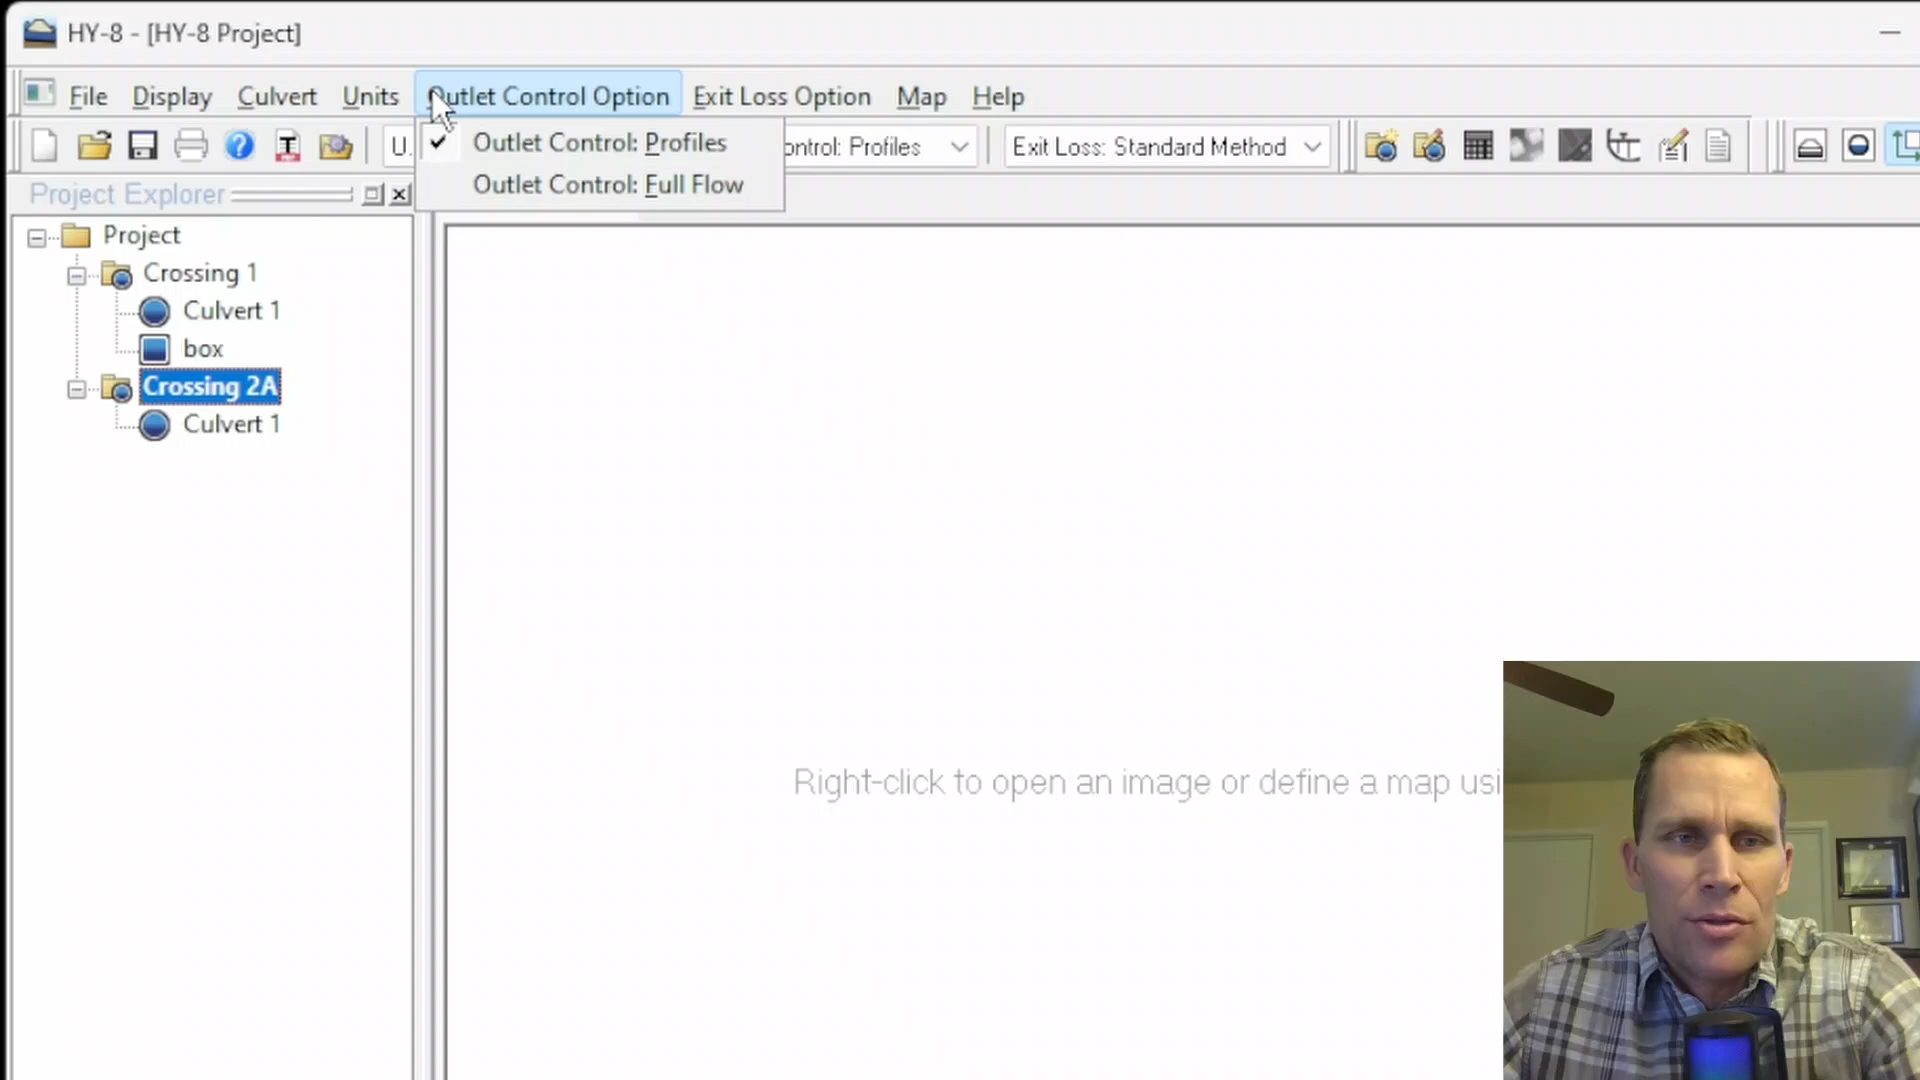 HY-8 - [HY-8 Project]
File Display Culvert Units Outlet Control Option Exit Loss Option Map Help
U. ontrol: Profiles Exit Loss: Standard Method
Outlet Control: Profiles
Outlet Control: Full Flow
Project Explorer
Project
Crossing 1
Culvert 1
box
Crossing 2A
Culvert 1
Right-click to open an image or define a map usi